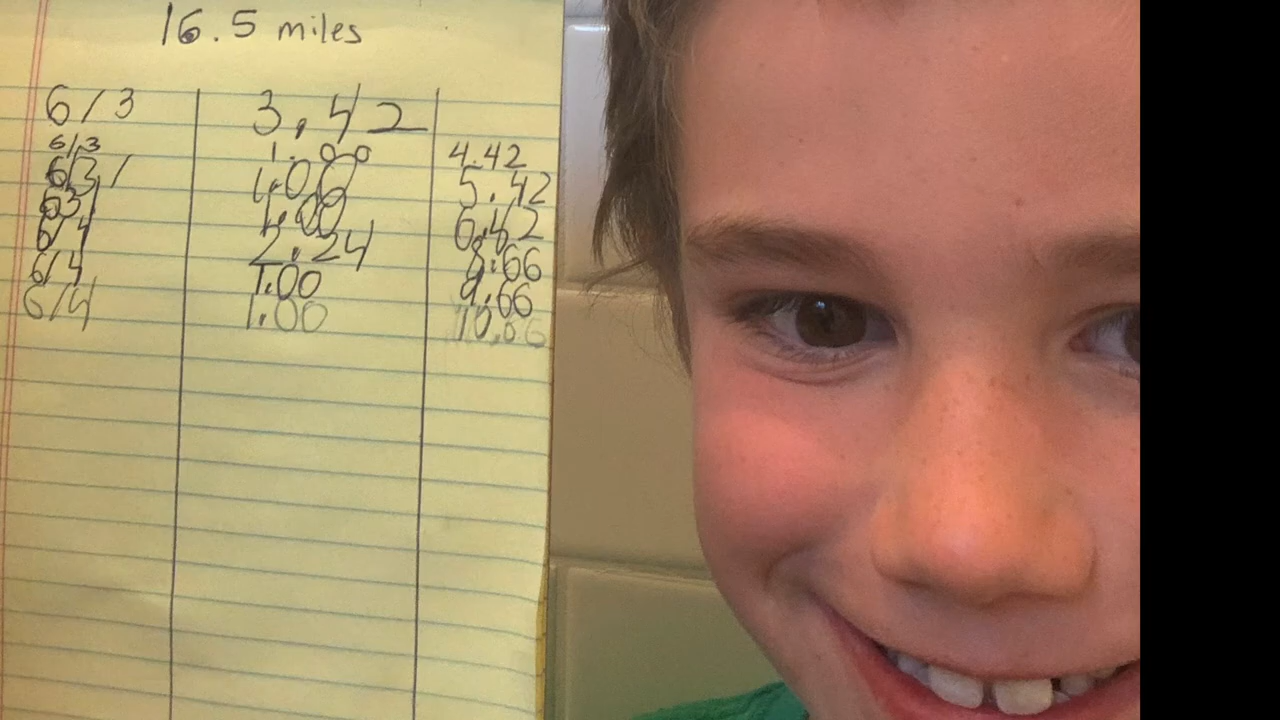 16.5 miles
6/3 3.42
6/3 1.00 4.42
6/3 1.00 5.42
6/3 1.00 6.42
6/4 2.24 8.66
6/4 1.00 9.66
6/4 1.00 10.66